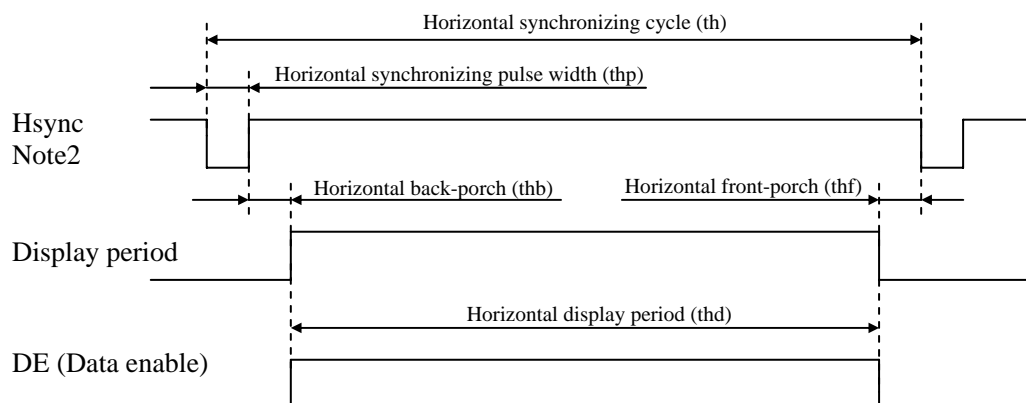 Horizontal synchronizing cycle (th)
Horizontal synchronizing pulse width (thp)
Hsync
Note2
Horizontal back-porch (thb)
Horizontal front-porch (thf)
Display period
Horizontal display period (thd)
DE (Data enable)